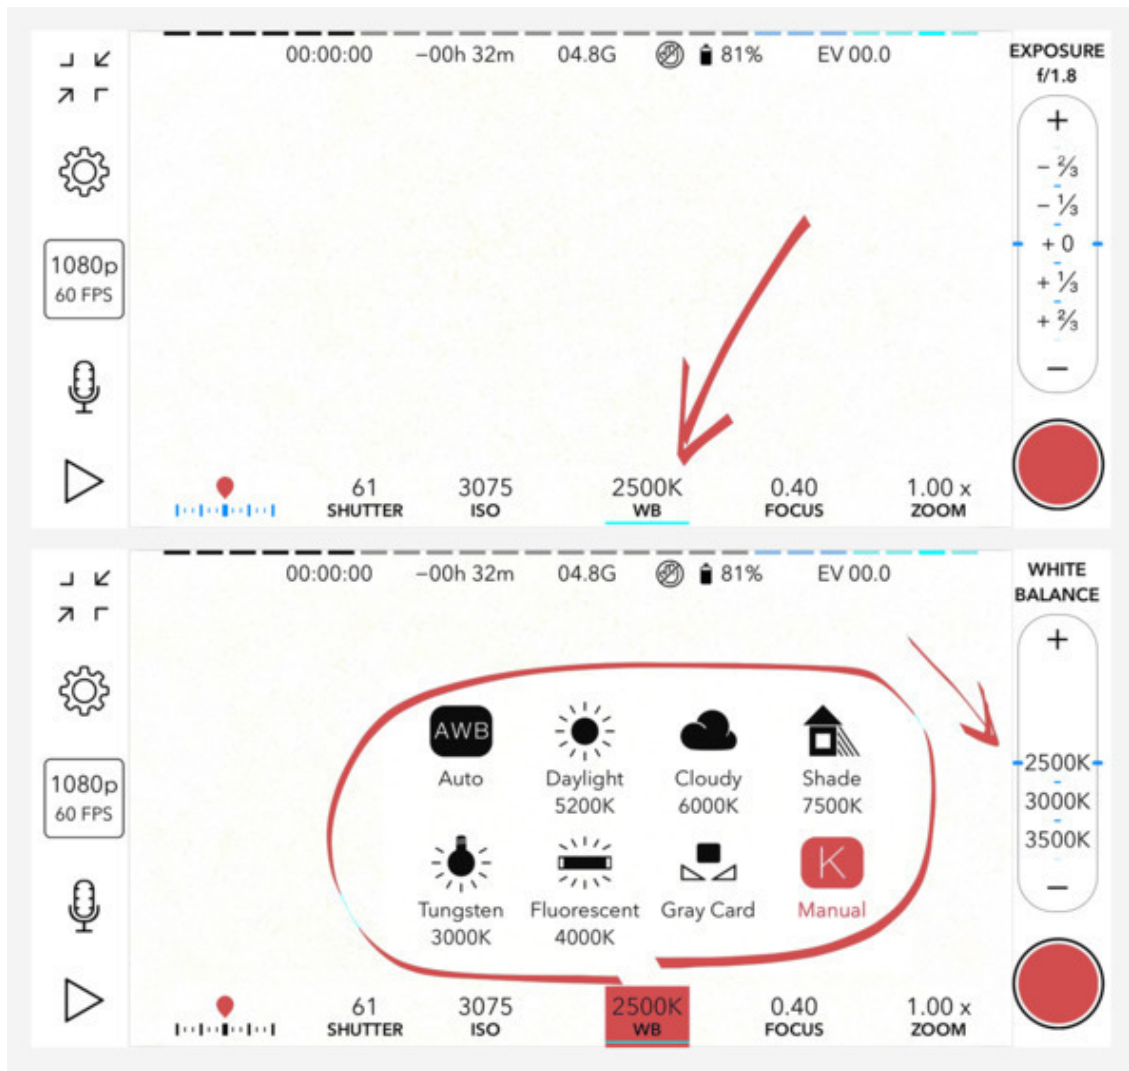 00:00:00 −00h 32m 04.8G 81% EV 00.0
EXPOSURE
f/1.8
+
− ⅔
− ⅓
+ 0
+ ⅓
+ ⅔
−
1080p
60 FPS
61 3075 2500K 0.40 1.00 x
SHUTTER ISO WB FOCUS ZOOM
00:00:00 −00h 32m 04.8G 81% EV 00.0
WHITE
BALANCE
+
2500K
3000K
3500K
−
1080p
60 FPS
AWB
Auto Daylight Cloudy Shade
5200K 6000K 7500K
K
Tungsten Fluorescent Gray Card Manual
3000K 4000K
61 3075 2500K 0.40 1.00 x
SHUTTER ISO WB FOCUS ZOOM